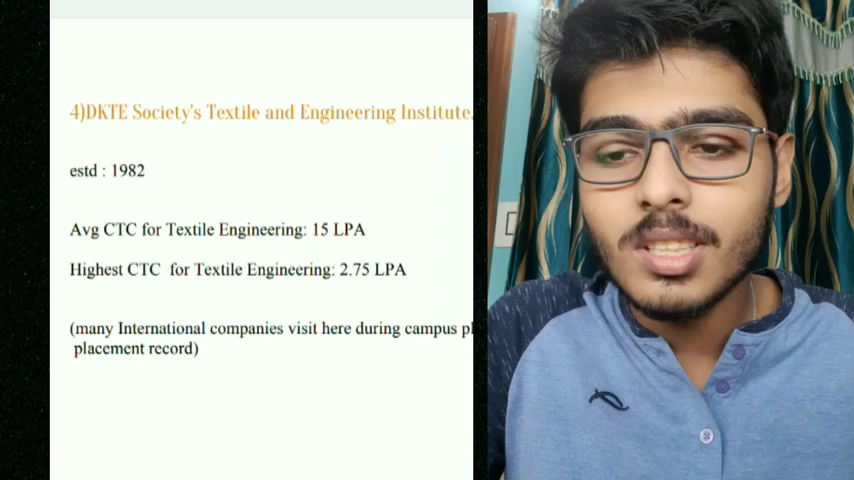 4)DKTE Society's Textile and Engineering Institute.
estd : 1982
Avg CTC for Textile Engineering: 15 LPA
Highest CTC for Textile Engineering: 2.75 LPA
(many International companies visit here during campus
placement record)